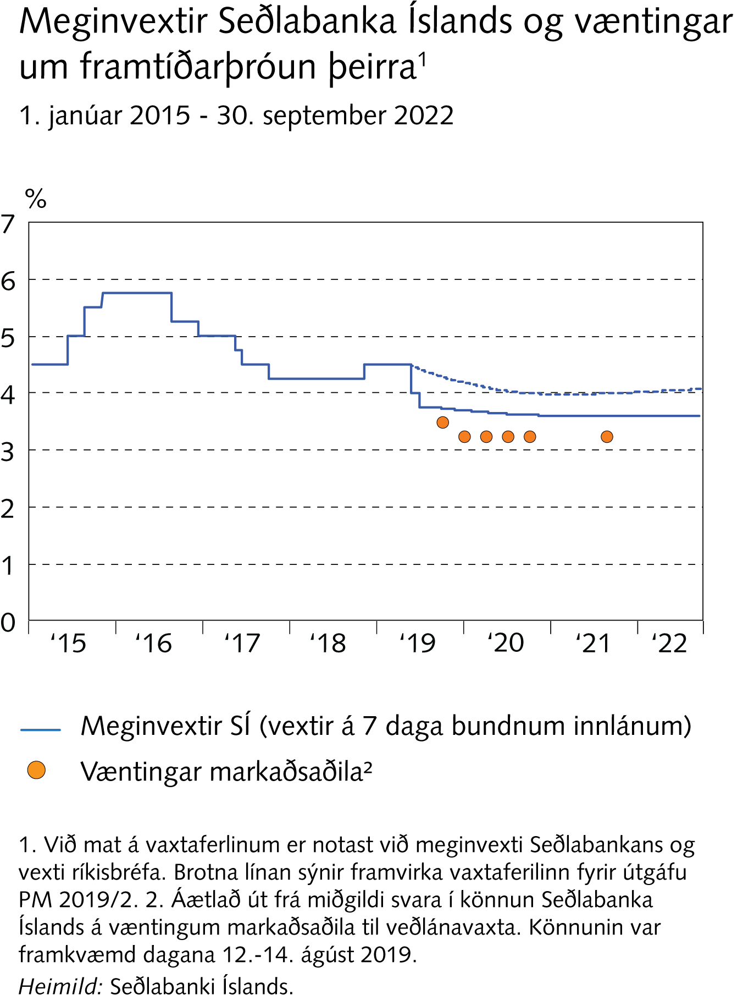 Meginvextir Seðlabanka Íslands og væntingar
um framtíðarþróun þeirra¹
1. janúar 2015 - 30. september 2022
%
7
6
5
4
3
2
1
0
‘15 ‘16 ‘17 ‘18 ‘19 ‘20 ‘21 ‘22
Meginvextir SÍ (vextir á 7 daga bundnum innlánum)
Væntingar markaðsaðila²
1. Við mat á vaxtaferlinum er notast við meginvexti Seðlabankans og
vexti ríkisbréfa. Brotna línan sýnir framvirka vaxtaferilinn fyrir útgáfu
PM 2019/2. 2. Áætlað út frá miðgildi svara í könnun Seðlabanka
Íslands á væntingum markaðsaðila til veðlánavaxta. Könnunin var
framkvæmd dagana 12.-14. ágúst 2019.
Heimild: Seðlabanki Íslands.